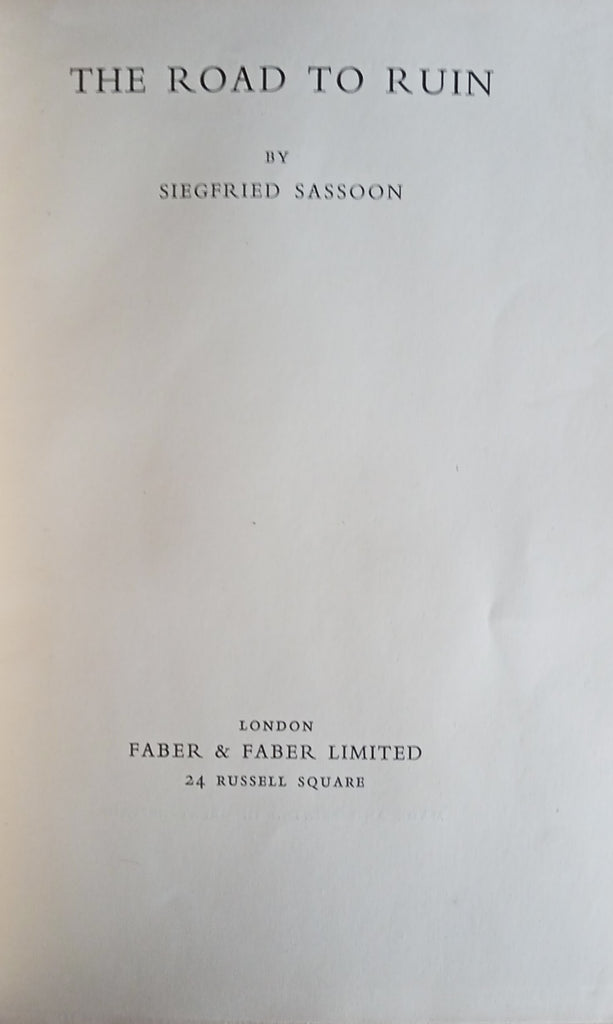 THE ROAD TO RUIN
BY
SIEGFRIED SASSOON
LONDON
FABER & FABER LIMITED
24 RUSSELL SQUARE